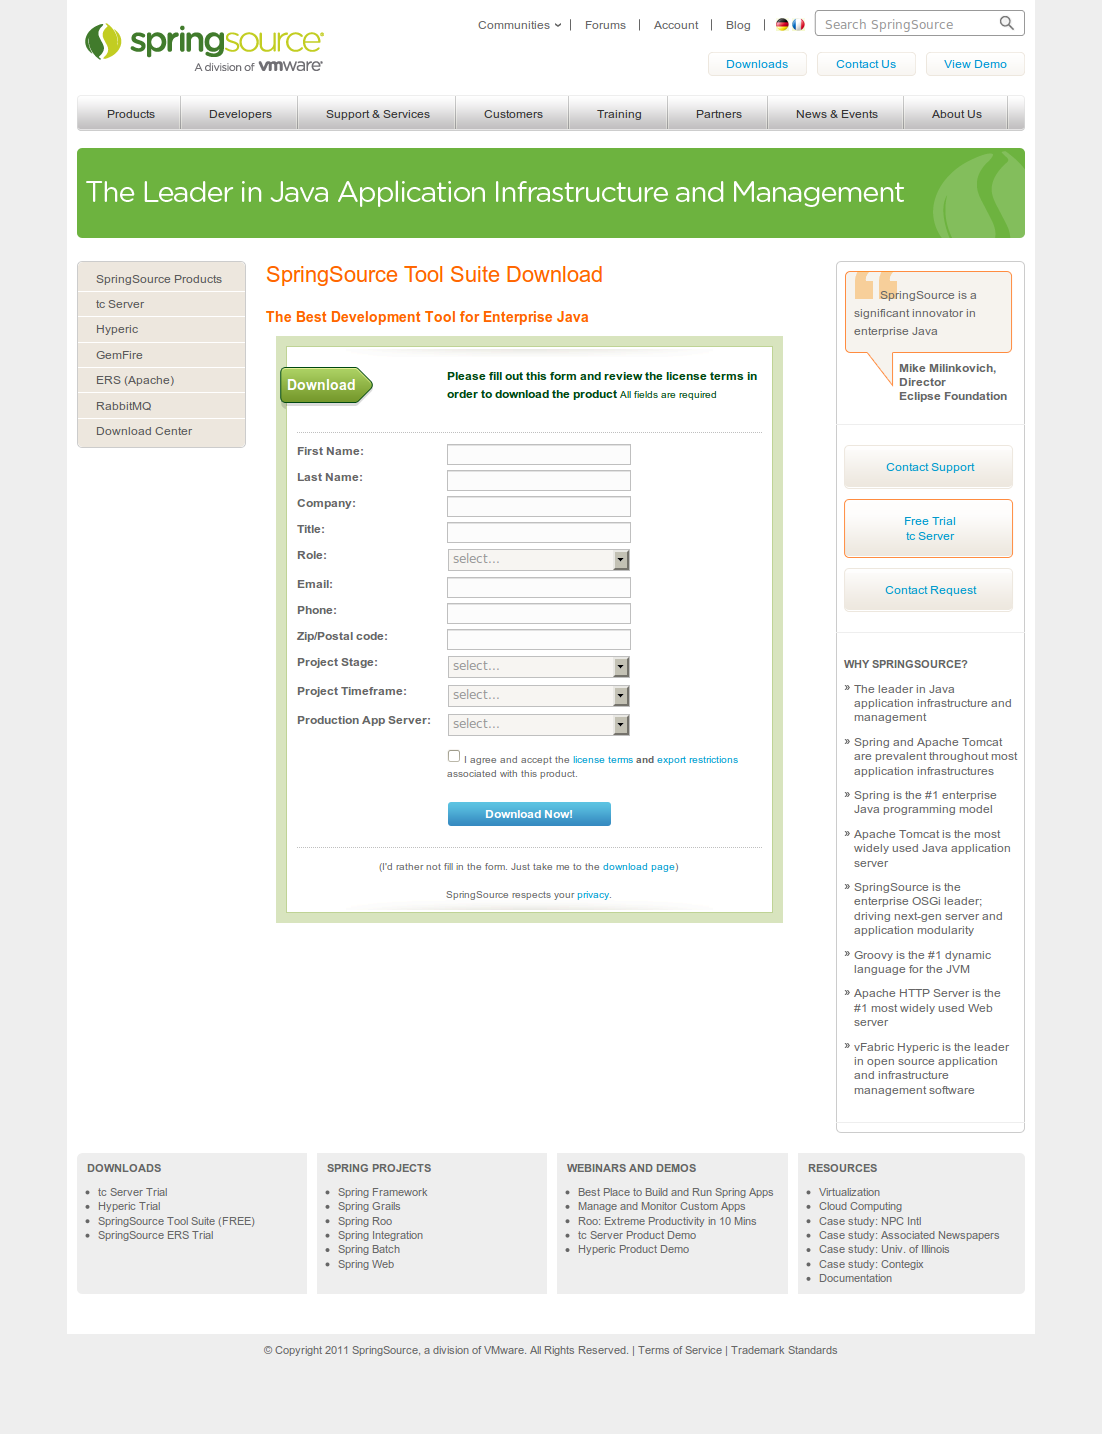 springsource
A division of vmware
Communities
Forums
Account
Blog
Search SpringSource
Downloads
Contact Us
View Demo
Products
Developers
Support & Services
Customers
Training
Partners
News & Events
About Us
The Leader in Java Application Infrastructure and Management
SpringSource Products
tc Server
Hyperic
GemFire
ERS (Apache)
RabbitMQ
Download Center
SpringSource Tool Suite Download
The Best Development Tool for Enterprise Java
Download
Please fill out this form and review the license terms in
order to download the product All fields are required
First Name:
Last Name:
Company:
Title:
Role:
select...
Email:
Phone:
Zip/Postal code:
Project Stage:
select...
Project Timeframe:
select...
Production App Server:
select...
I agree and accept the license terms and export restrictions
associated with this product.
Download Now!
(I'd rather not fill in the form. Just take me to the download page)
SpringSource respects your privacy.
SpringSource is a
significant innovator in
enterprise Java
Mike Milinkovich,
Director
Eclipse Foundation
Contact Support
Free Trial
tc Server
Contact Request
WHY SPRINGSOURCE?
» The leader in Java
application infrastructure and
management
» Spring and Apache Tomcat
are prevalent throughout most
application infrastructures
» Spring is the #1 enterprise
Java programming model
» Apache Tomcat is the most
widely used Java application
server
» SpringSource is the
enterprise OSGi leader;
driving next-gen server and
application modularity
» Groovy is the #1 dynamic
language for the JVM
» Apache HTTP Server is the
#1 most widely used Web
server
» vFabric Hyperic is the leader
in open source application
and infrastructure
management software
DOWNLOADS
• tc Server Trial
• Hyperic Trial
• SpringSource Tool Suite (FREE)
• SpringSource ERS Trial
SPRING PROJECTS
• Spring Framework
• Spring Grails
• Spring Roo
• Spring Integration
• Spring Batch
• Spring Web
WEBINARS AND DEMOS
• Best Place to Build and Run Spring Apps
• Manage and Monitor Custom Apps
• Roo: Extreme Productivity in 10 Mins
• tc Server Product Demo
• Hyperic Product Demo
RESOURCES
• Virtualization
• Cloud Computing
• Case study: NPC Intl
• Case study: Associated Newspapers
• Case study: Univ. of Illinois
• Case study: Contegix
• Documentation
© Copyright 2011 SpringSource, a division of VMware. All Rights Reserved. | Terms of Service | Trademark Standards